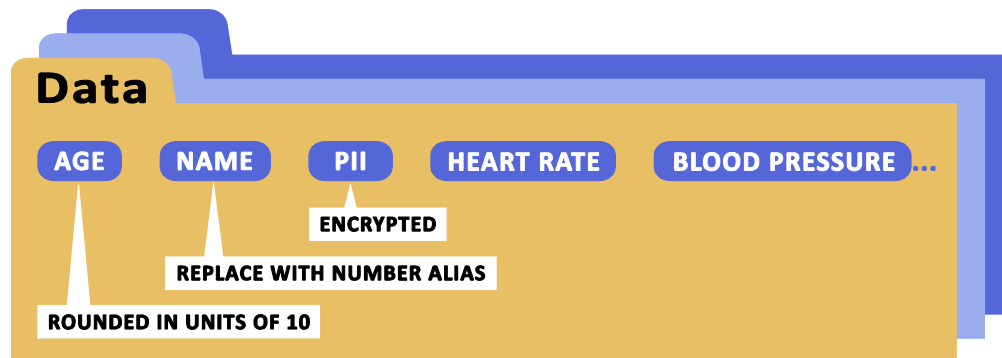 Data
AGE NAME PII HEART RATE BLOOD PRESSURE...
ENCRYPTED
REPLACE WITH NUMBER ALIAS
ROUNDED IN UNITS OF 10